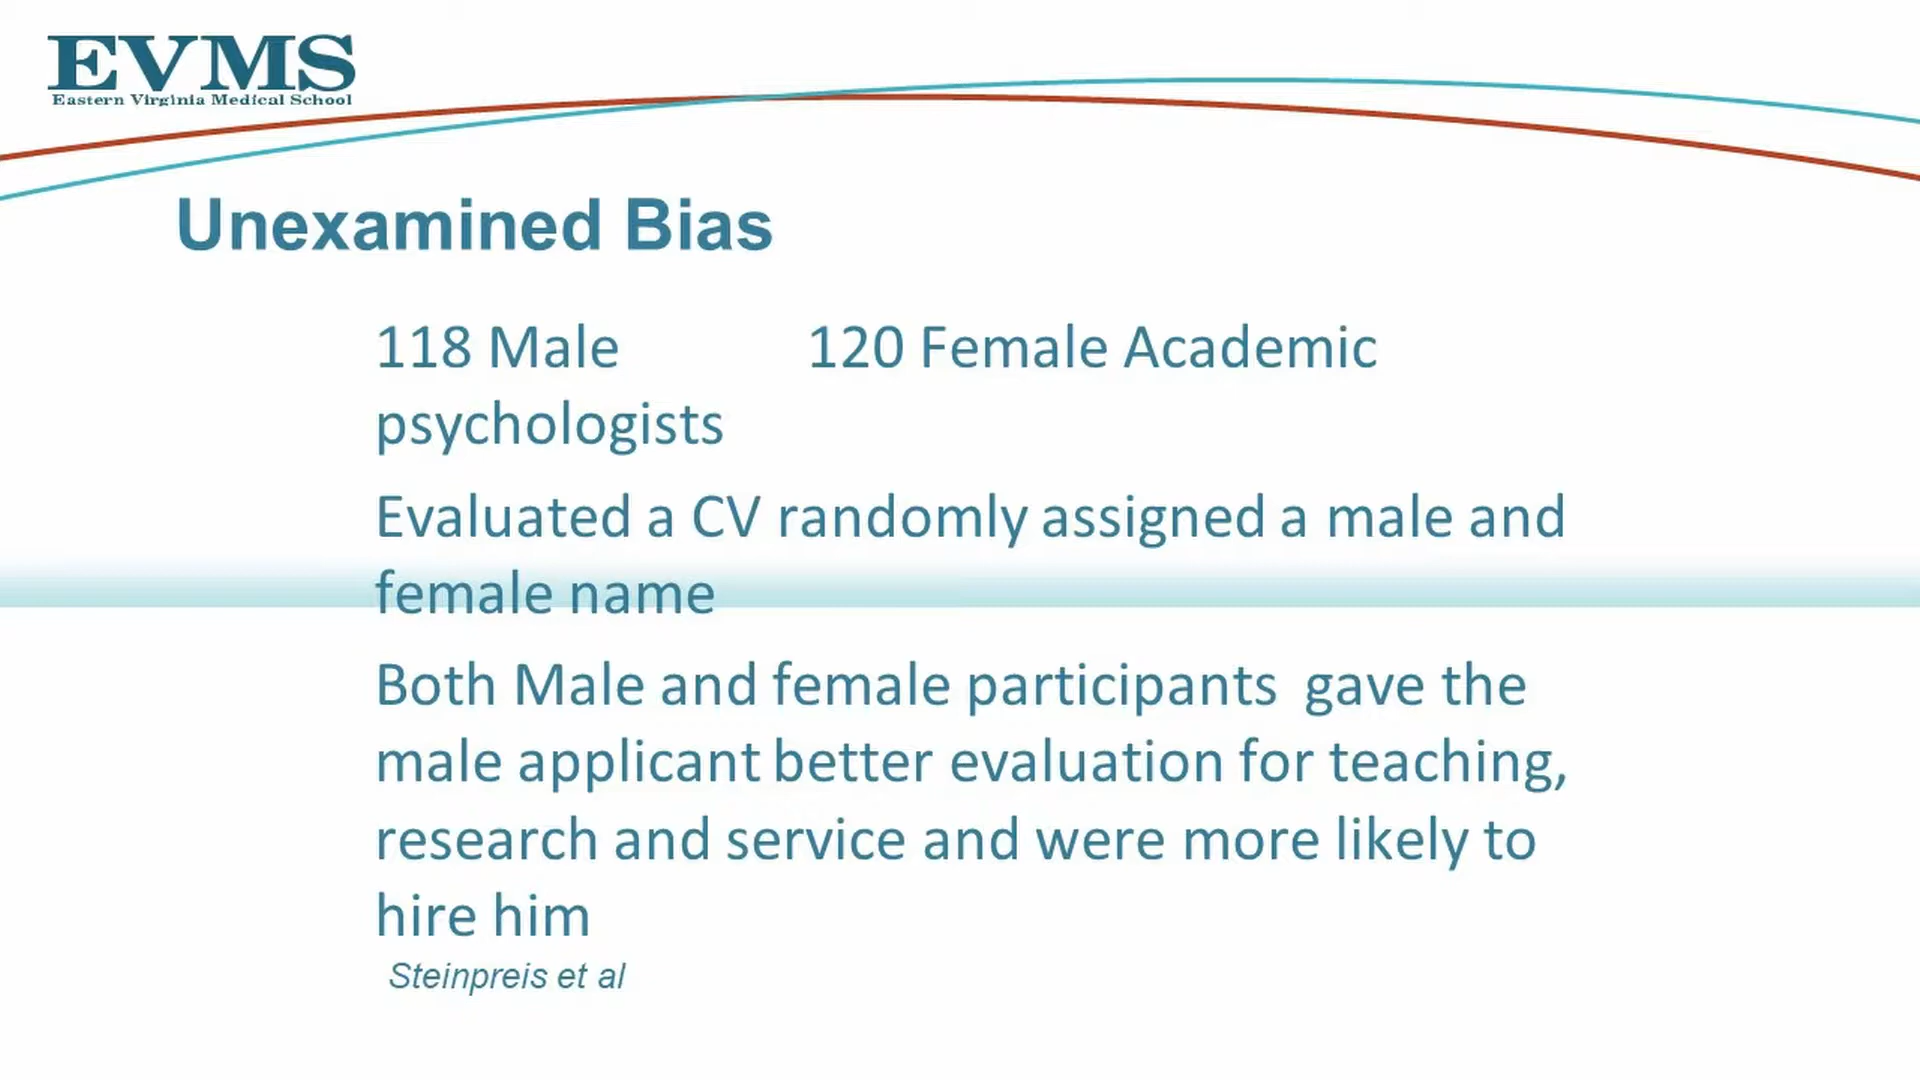 EVMS
Eastern Virginia Medical School
Unexamined Bias
118 Male 120 Female Academic
psychologists
Evaluated a CV randomly assigned a male and
female name
Both Male and female participants gave the
male applicant better evaluation for teaching,
research and service and were more likely to
hire him
Steinpreis et al